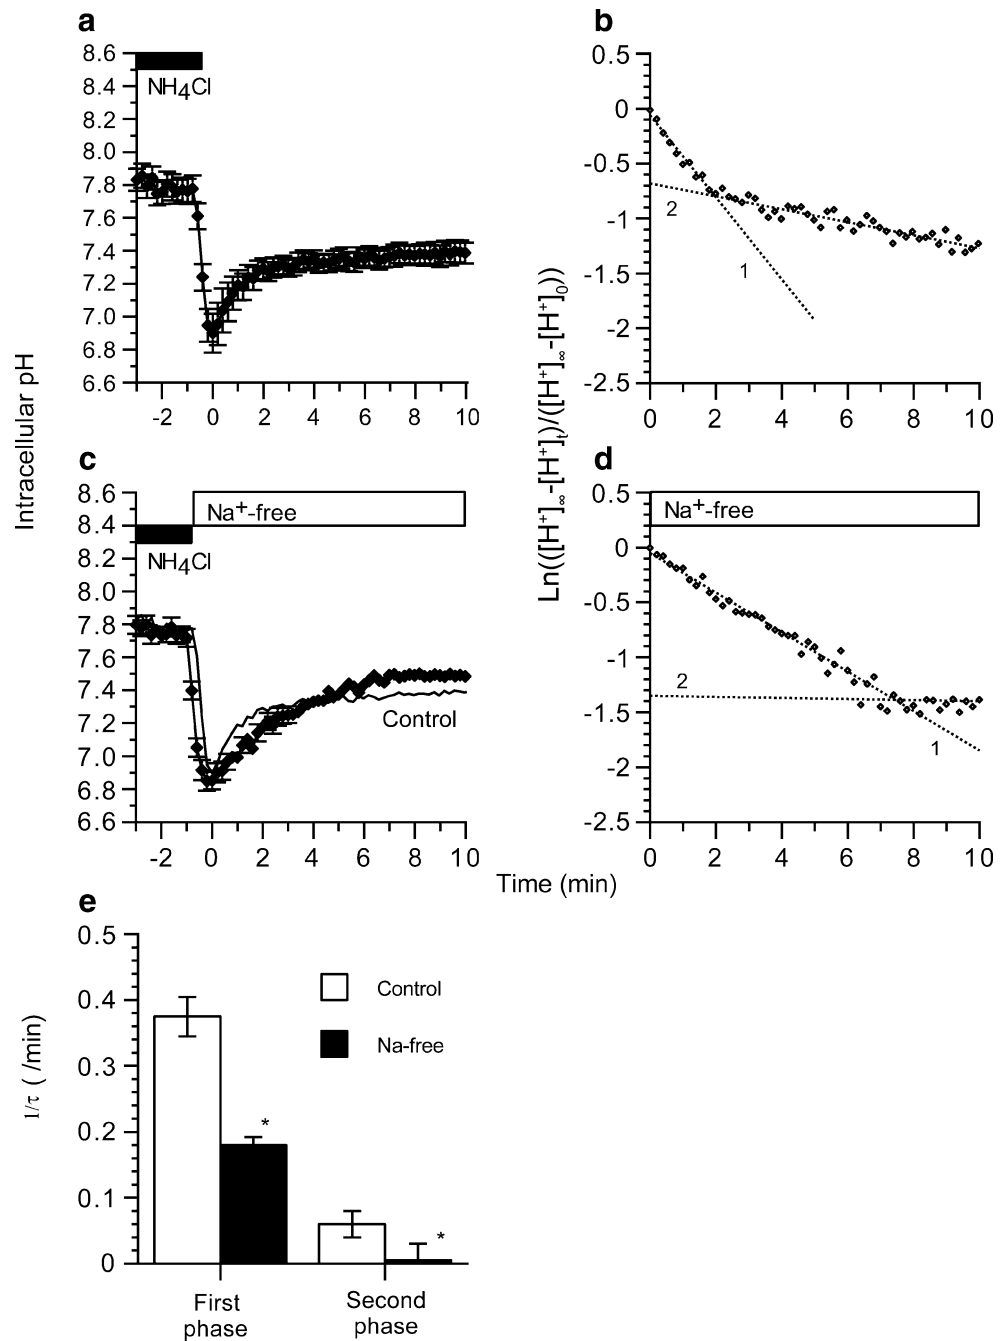 a
8.6
8.4
8.2
8.0
7.8
7.6
7.4
7.2
7.0
6.8
6.6
NH4Cl
-2 0 2 4 6 8 10
b
0.5
0
-0.5
-1
-1.5
-2
-2.5
2
1
0 2 4 6 8 10
Intracellular pH
Ln(([H+]∞-[H+]t)/([H+]∞-[H+]0))
c
8.6
8.4
8.2
8.0
7.8
7.6
7.4
7.2
7.0
6.8
6.6
Na+-free
NH4Cl
Control
-2 0 2 4 6 8 10
d
0.5
0
-0.5
-1
-1.5
-2
-2.5
Na+-free
2
1
0 2 4 6 8 10
Time (min)
e
0.5
0.4
0.3
0.2
0.1
0
1/τ ( /min)
Control
Na-free
*
*
First phase
Second phase